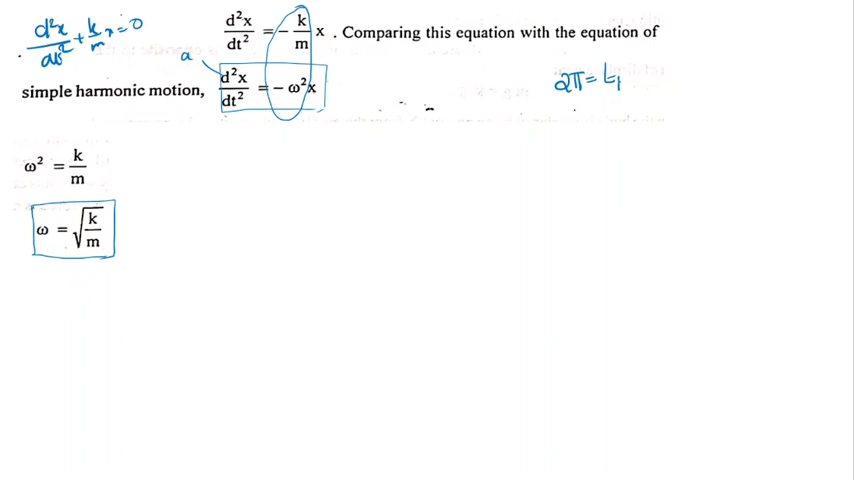 d²x/dt² + k/m x = 0
d²x/dt² = - k/m x . Comparing this equation with the equation of
a
simple harmonic motion, d²x/dt² = - ω²x
2π =
ω² = k/m
ω = √(k/m)